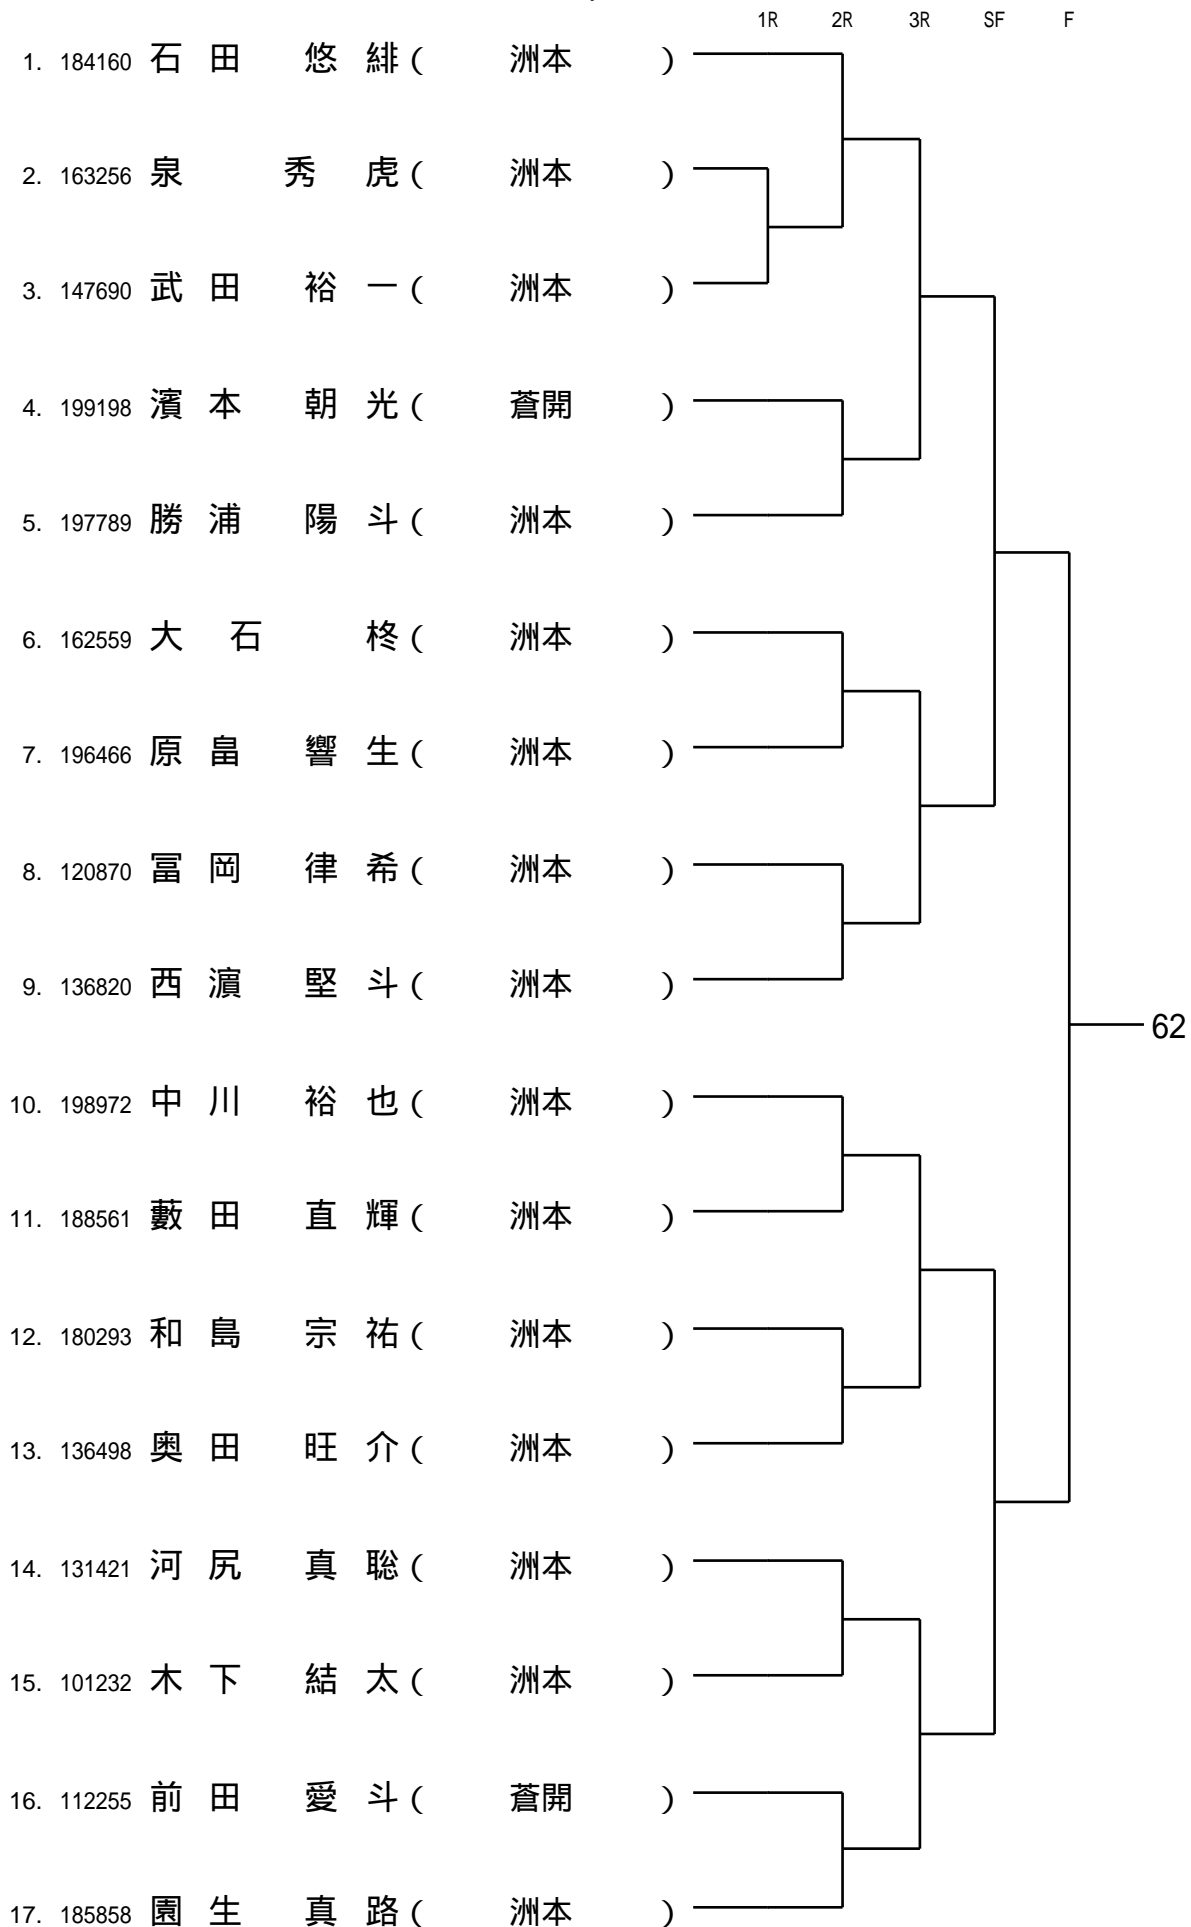 1R 2R 3R SF F
1. 184160 石田 悠緋 ( 洲本 )
2. 163256 泉 秀虎 ( 洲本 )
3. 147690 武田 裕一 ( 洲本 )
4. 199198 濱本 朝光 ( 蒼開 )
5. 197789 勝浦 陽斗 ( 洲本 )
6. 162559 大石 柊 ( 洲本 )
7. 196466 原畠 響生 ( 洲本 )
8. 120870 冨岡 律希 ( 洲本 )
9. 136820 西濵 堅斗 ( 洲本 )
62
10. 198972 中川 裕也 ( 洲本 )
11. 188561 藪田 直輝 ( 洲本 )
12. 180293 和島 宗祐 ( 洲本 )
13. 136498 奥田 旺介 ( 洲本 )
14. 131421 河尻 真聡 ( 洲本 )
15. 101232 木下 結太 ( 洲本 )
16. 112255 前田 愛斗 ( 蒼開 )
17. 185858 園生 真路 ( 洲本 )